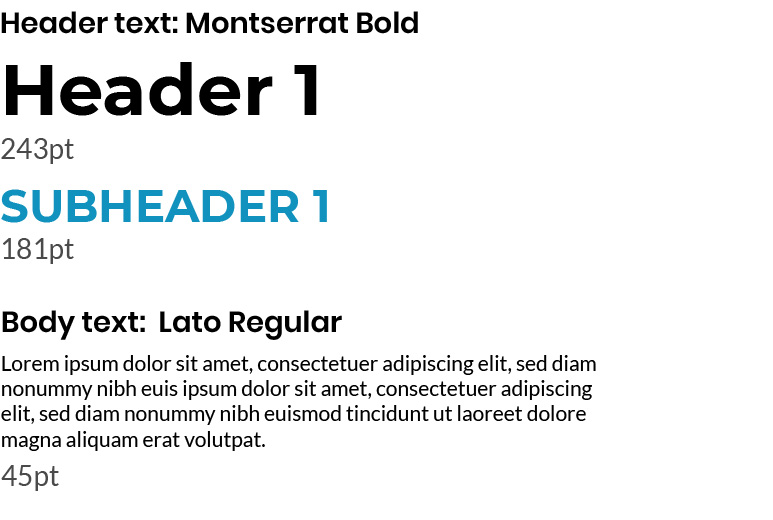 Header text: Montserrat Bold
Header 1
243pt
SUBHEADER 1
181pt
Body text:  Lato Regular
Lorem ipsum dolor sit amet, consectetuer adipiscing elit, sed diam
nonummy nibh euis ipsum dolor sit amet, consectetuer adipiscing
elit, sed diam nonummy nibh euismod tincidunt ut laoreet dolore
magna aliquam erat volutpat.
45pt